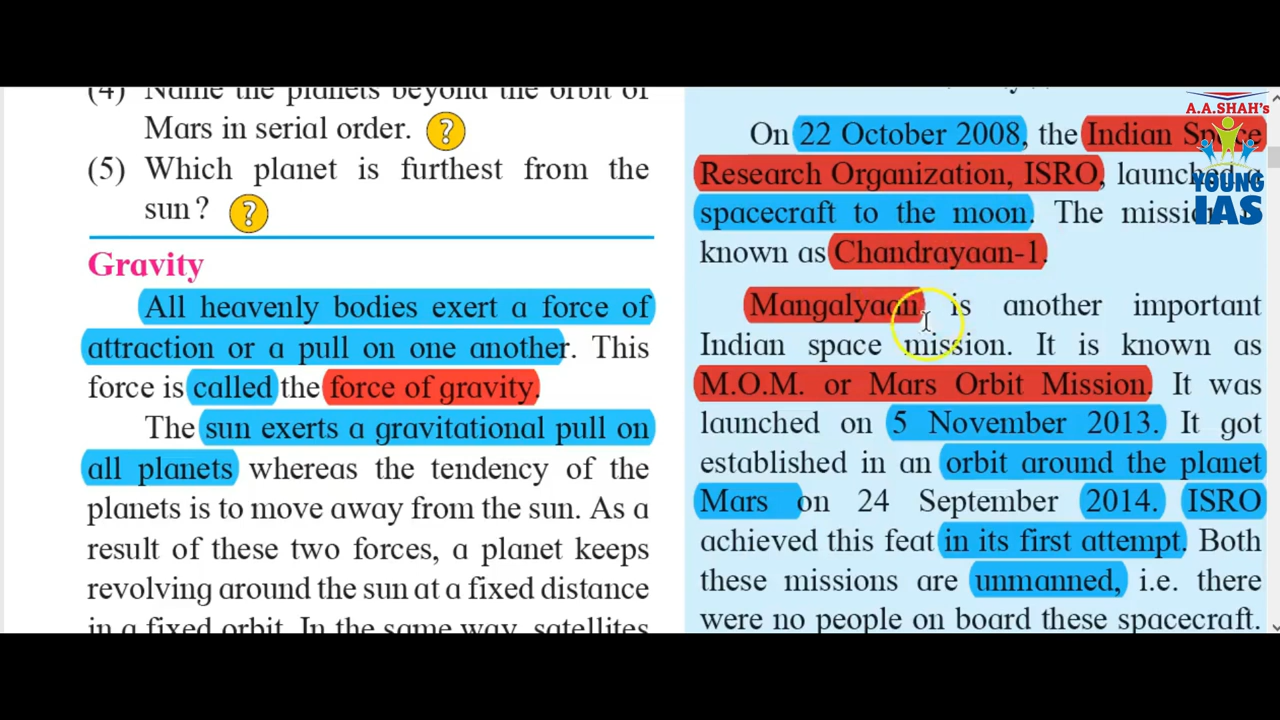 (4) Name the planets beyond the orbit of
Mars in serial order. ?
(5) Which planet is furthest from the
sun? ?
Gravity
All heavenly bodies exert a force of
attraction or a pull on one another. This
force is called the force of gravity.
The sun exerts a gravitational pull on
all planets whereas the tendency of the
planets is to move away from the sun. As a
result of these two forces, a planet keeps
revolving around the sun at a fixed distance
in a fixed orbit. In the same way, satellites
On 22 October 2008, the Indian Space
Research Organization, ISRO, launched a
spacecraft to the moon. The mission
known as Chandrayaan-1.
Mangalyaan is another important
Indian space mission. It is known as
M.O.M. or Mars Orbit Mission. It was
launched on 5 November 2013. It got
established in an orbit around the planet
Mars on 24 September 2014. ISRO
achieved this feat in its first attempt. Both
these missions are unmanned, i.e. there
were no people on board these spacecraft.
A.A.SHAH's
YOUNG
IAS